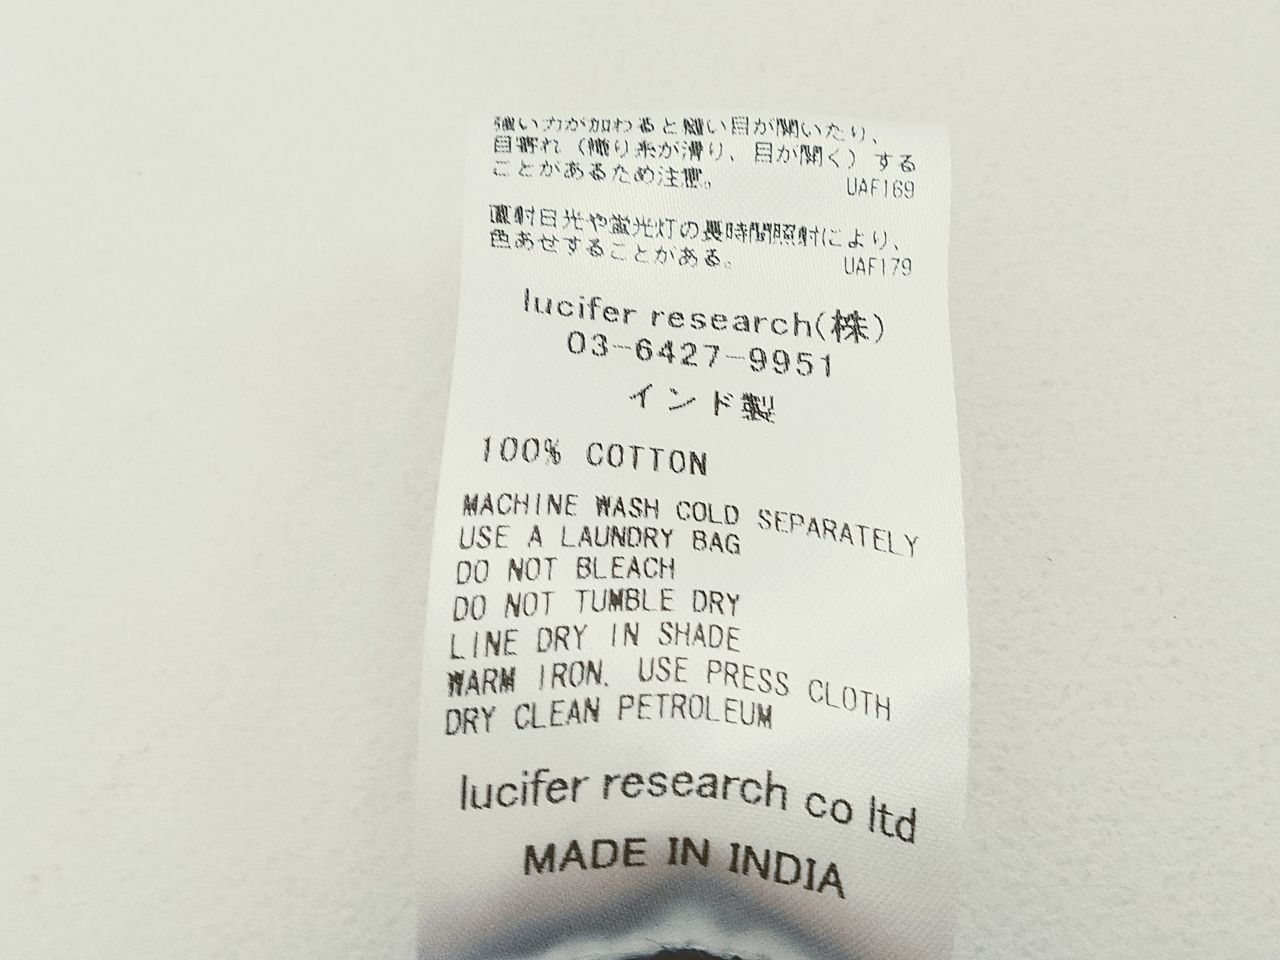 強い力が加わると縫い目が開いたり、
目寄れ（織り糸が滑り、目が開く）する
ことがあるため注意。 UAF169
直射日光や蛍光灯の長時間照射により、
色あせすることがある。 UAF179
lucifer research(株)
03-6427-9951
インド製
100% COTTON
MACHINE WASH COLD SEPARATELY
USE A LAUNDRY BAG
DO NOT BLEACH
DO NOT TUMBLE DRY
LINE DRY IN SHADE
WARM IRON. USE PRESS CLOTH
DRY CLEAN PETROLEUM
lucifer research co ltd
MADE IN INDIA